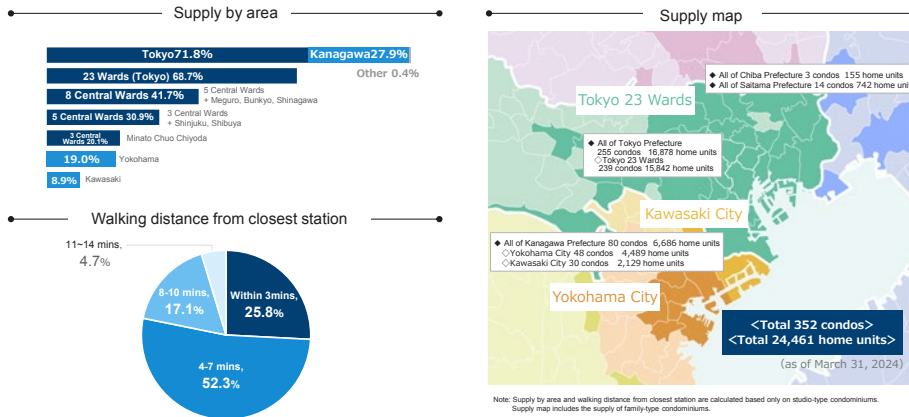 Supply by area
Tokyo71.8%
Kanagawa27.9%
Other 0.4%
23 Wards (Tokyo) 68.7%
8 Central Wards 41.7%
5 Central Wards
+ Meguro, Bunkyo, Shinagawa
5 Central Wards 30.9%
3 Central Wards
+ Shinjuku, Shibuya
3 Central
Wards 20.1%
Minato Chuo Chiyoda
19.0%
Yokohama
8.9%
Kawasaki
Walking distance from closest station
11~14 mins,
4.7%
8-10 mins,
17.1%
Within 3mins,
25.8%
4-7 mins,
52.3%
Supply map
◆ All of Chiba Prefecture 3 condos 155 home units
◆ All of Saitama Prefecture 14 condos 742 home units
Tokyo 23 Wards
◆ All of Tokyo Prefecture
255 condos 16,878 home units
◇Tokyo 23 Wards
239 condos 15,842 home units
Kawasaki City
◆ All of Kanagawa Prefecture 80 condos 6,686 home units
◇Yokohama City 48 condos 4,489 home units
◇Kawasaki City 30 condos 2,129 home units
Yokohama City
<Total 352 condos>
<Total 24,461 home units>
(as of March 31, 2024)
Note: Supply by area and walking distance from closest station are calculated based only on studio-type condominiums.
Supply map includes the supply of family-type condominiums.